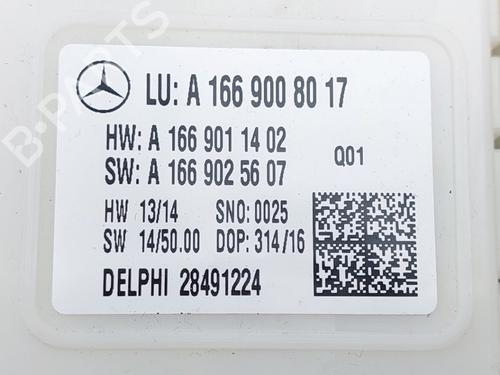 LU: A 166 900 80 17
HW: A 166 901 14 02
SW: A 166 902 56 07
Q01
HW 13/14 SNO: 0025
SW 14/50.00 DOP: 314/16
DELPHI 28491224
B-PARTS